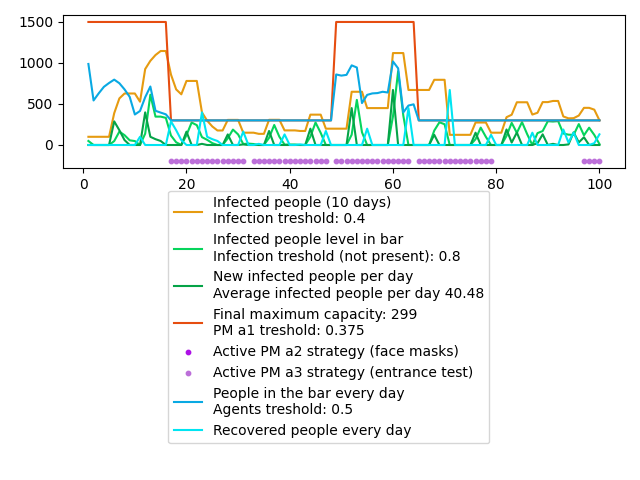 1500
1000
500
0
0
20
40
60
80
100
Infected people (10 days)
Infection treshold: 0.4
Infected people level in bar
Infection treshold (not present): 0.8
New infected people per day
Average infected people per day 40.48
Final maximum capacity: 299
PM a1 treshold: 0.375
Active PM a2 strategy (face masks)
Active PM a3 strategy (entrance test)
People in the bar every day
Agents treshold: 0.5
Recovered people every day